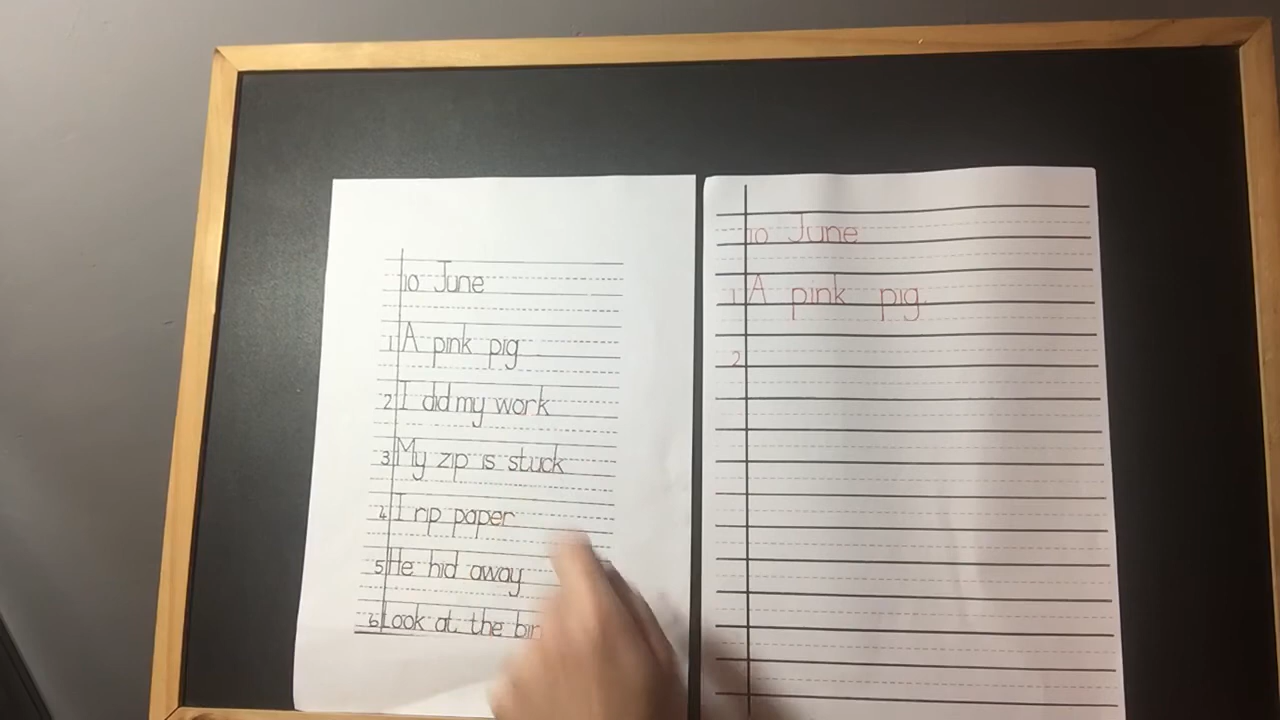 10 June
1 A pink pig
2 I did my work
3 My zip is stuck
4 I rip paper
5 He hid away
6 Look at the
10 June
1 A pink pig.
2